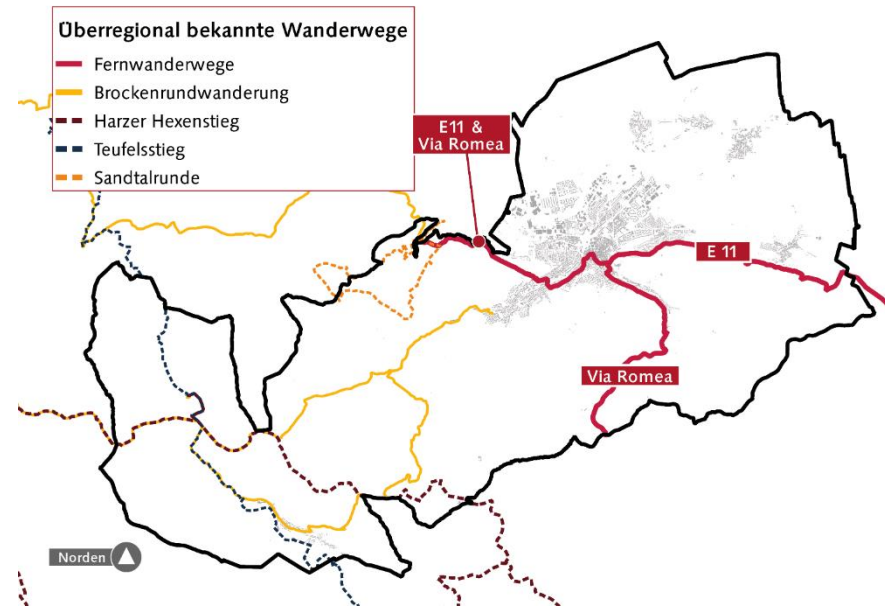 Überregional bekannte Wanderwege
Fernwanderwege
Brockenrundwanderung
Harzer Hexenstieg
Teufelsstieg
Sandtalrunde
E11 &
Via Romea
E 11
Via Romea
Norden